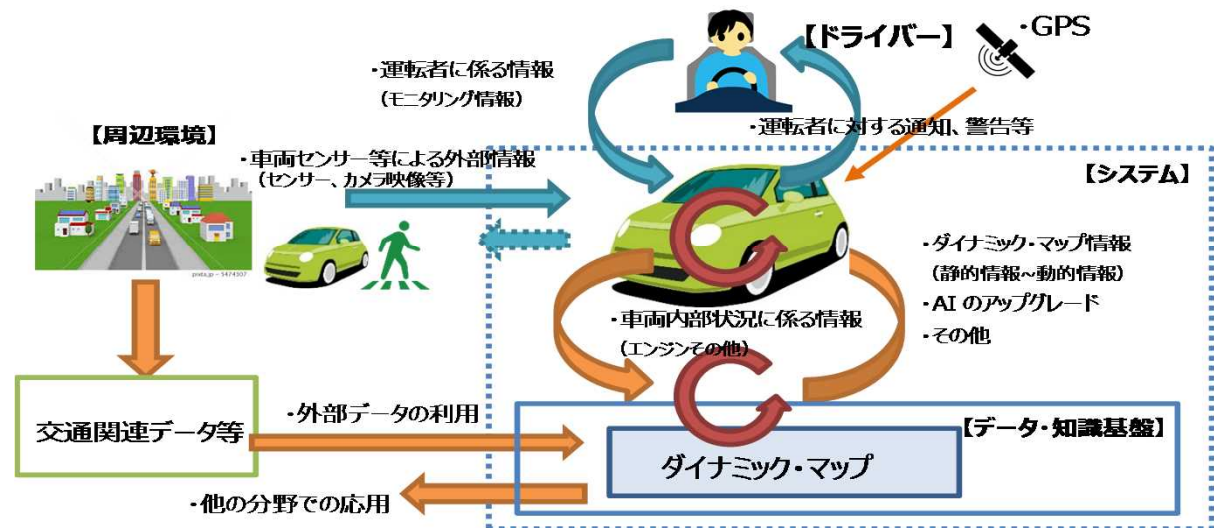 【ドライバー】
・GPS
・運転者に係る情報
(モニタリング情報)
・運転者に対する通知、警告等
【周辺環境】
・車両センサー等による外部情報
(センサー、カメラ映像等)
【システム】
・ダイナミック・マップ情報
(静的情報~動的情報)
・AI のアップグレード
・その他
・車両内部状況に係る情報
(エンジンその他)
交通関連データ等
・外部データの利用
【データ・知識基盤】
ダイナミック・マップ
・他の分野での応用